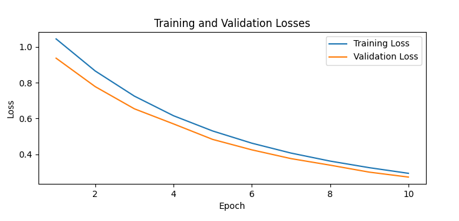 Training and Validation Losses
Training Loss
Validation Loss
1.0
0.8
0.6
0.4
Loss
2
4
6
8
10
Epoch